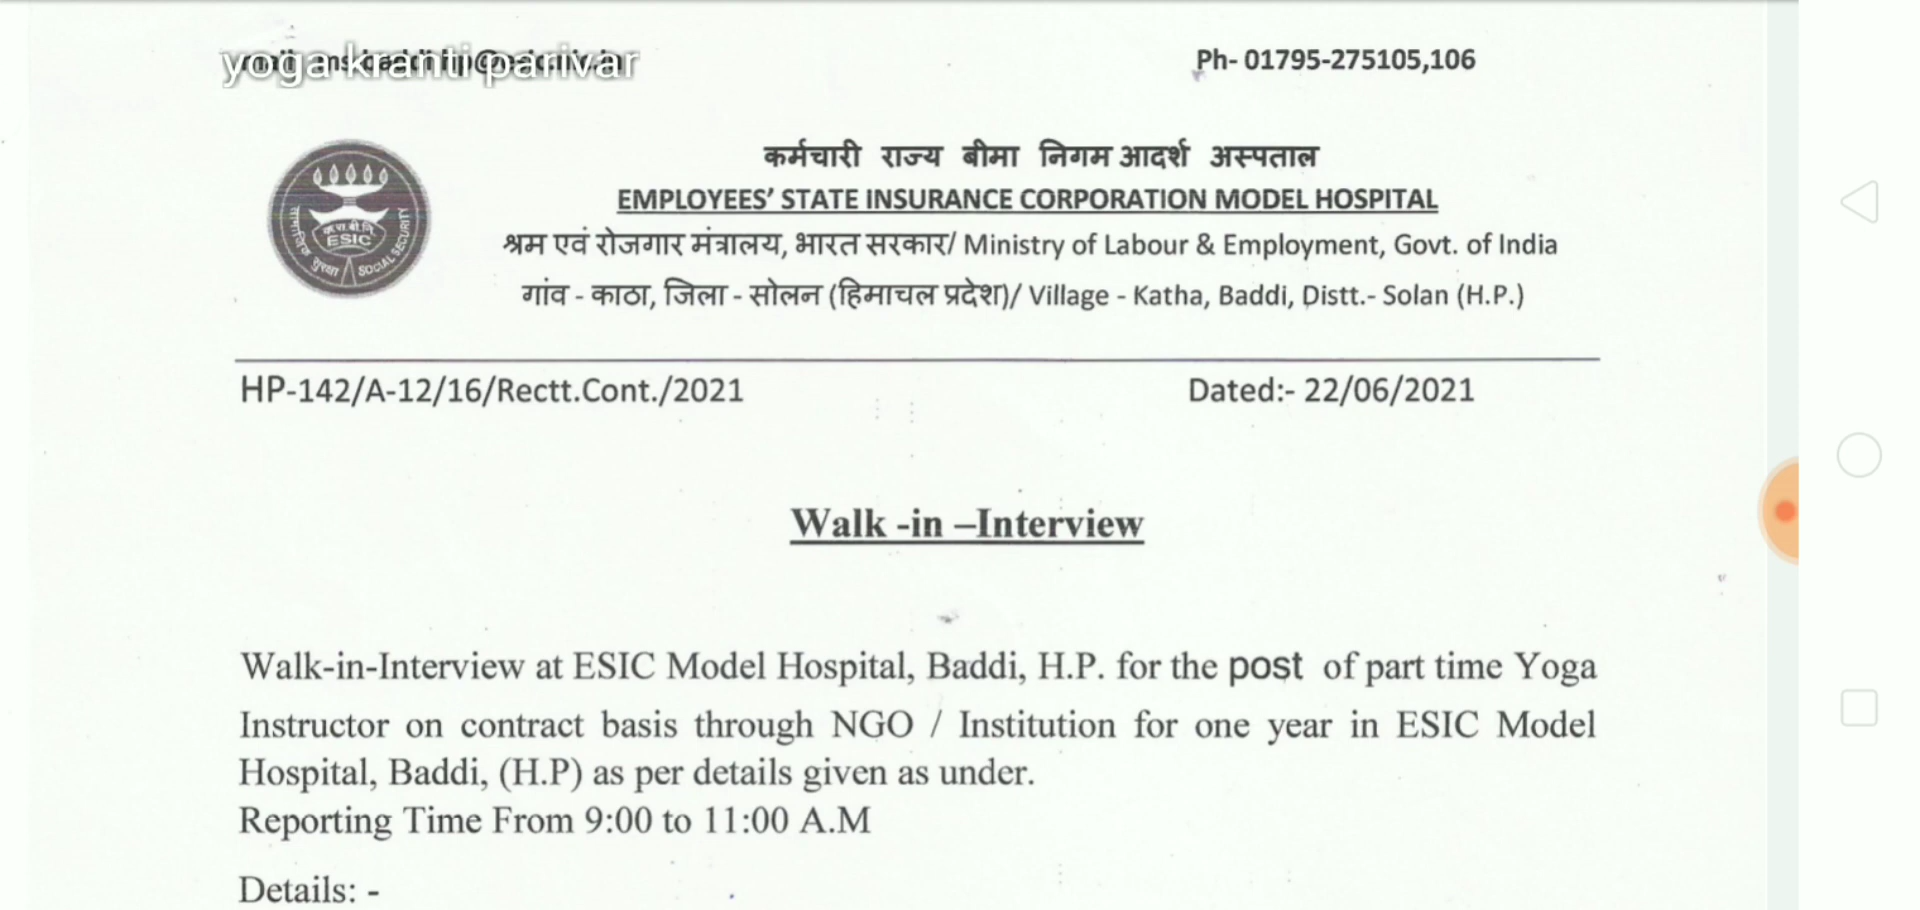 yoga kranti parivar
Ph- 01795-275105,106
कर्मचारी राज्य बीमा निगम आदर्श अस्पताल
EMPLOYEES' STATE INSURANCE CORPORATION MODEL HOSPITAL
श्रम एवं रोजगार मंत्रालय, भारत सरकार/ Ministry of Labour & Employment, Govt. of India
गांव - काठा, जिला - सोलन (हिमाचल प्रदेश)/ Village - Katha, Baddi, Distt.- Solan (H.P.)
क.रा.बी.नि.
ESIC
सामाजिक सुरक्षा SOCIAL SECURITY
HP-142/A-12/16/Rectt.Cont./2021
Dated:- 22/06/2021
Walk -in –Interview
Walk-in-Interview at ESIC Model Hospital, Baddi, H.P. for the post of part time Yoga
Instructor on contract basis through NGO / Institution for one year in ESIC Model
Hospital, Baddi, (H.P) as per details given as under.
Reporting Time From 9:00 to 11:00 A.M
Details: -